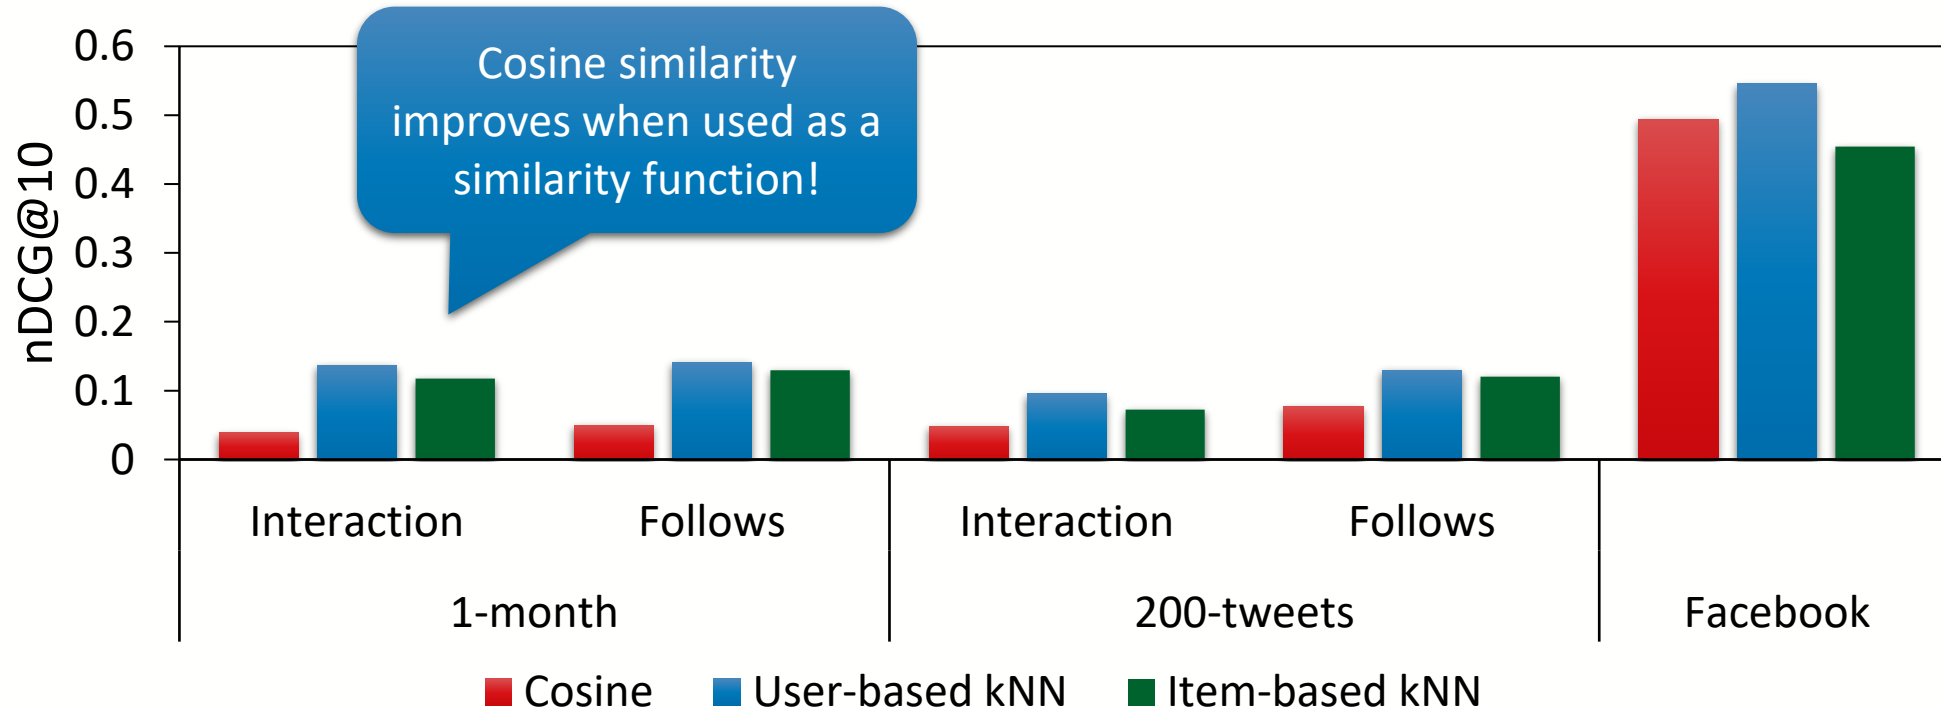 Cosine similarity
improves when used as a
similarity function!
nDCG@10
0.6
0.5
0.4
0.3
0.2
0.1
0
Interaction
Follows
Interaction
Follows
1-month
200-tweets
Facebook
Cosine
User-based kNN
Item-based kNN